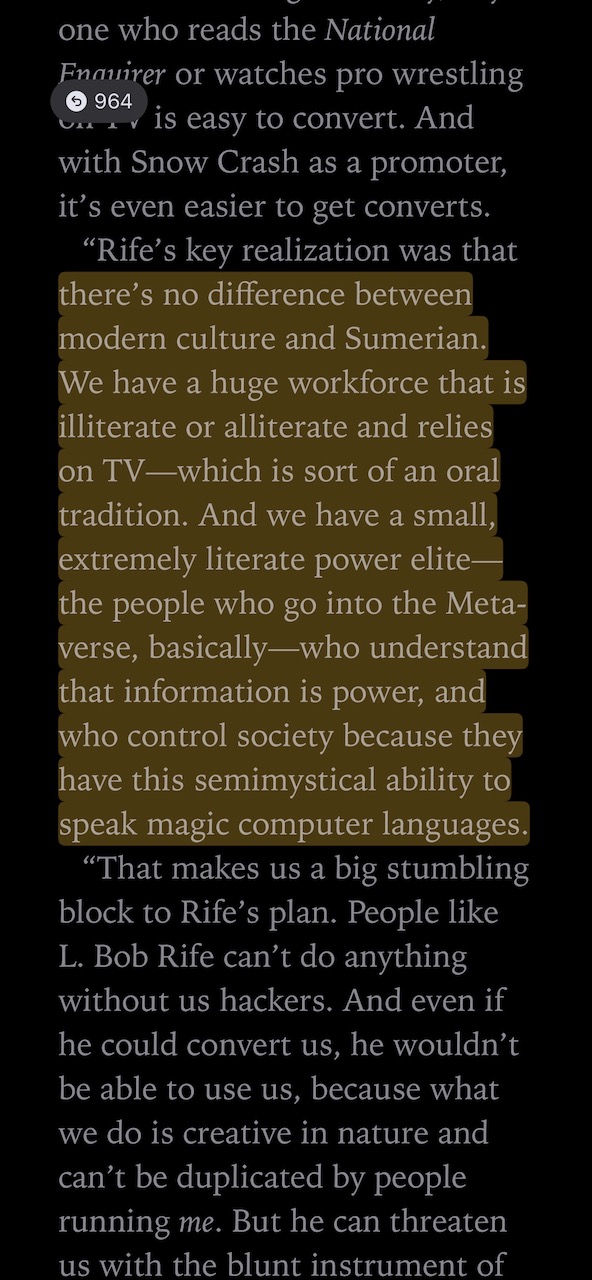 one who reads the National
Enquirer or watches pro wrestling
964
on TV is easy to convert. And
with Snow Crash as a promoter,
it’s even easier to get converts.
“Rife’s key realization was that
there’s no difference between
modern culture and Sumerian.
We have a huge workforce that is
illiterate or alliterate and relies
on TV—which is sort of an oral
tradition. And we have a small,
extremely literate power elite—
the people who go into the Meta-
verse, basically—who understand
that information is power, and
who control society because they
have this semimystical ability to
speak magic computer languages.
“That makes us a big stumbling
block to Rife’s plan. People like
L. Bob Rife can’t do anything
without us hackers. And even if
he could convert us, he wouldn’t
be able to use us, because what
we do is creative in nature and
can’t be duplicated by people
running me. But he can threaten
us with the blunt instrument of